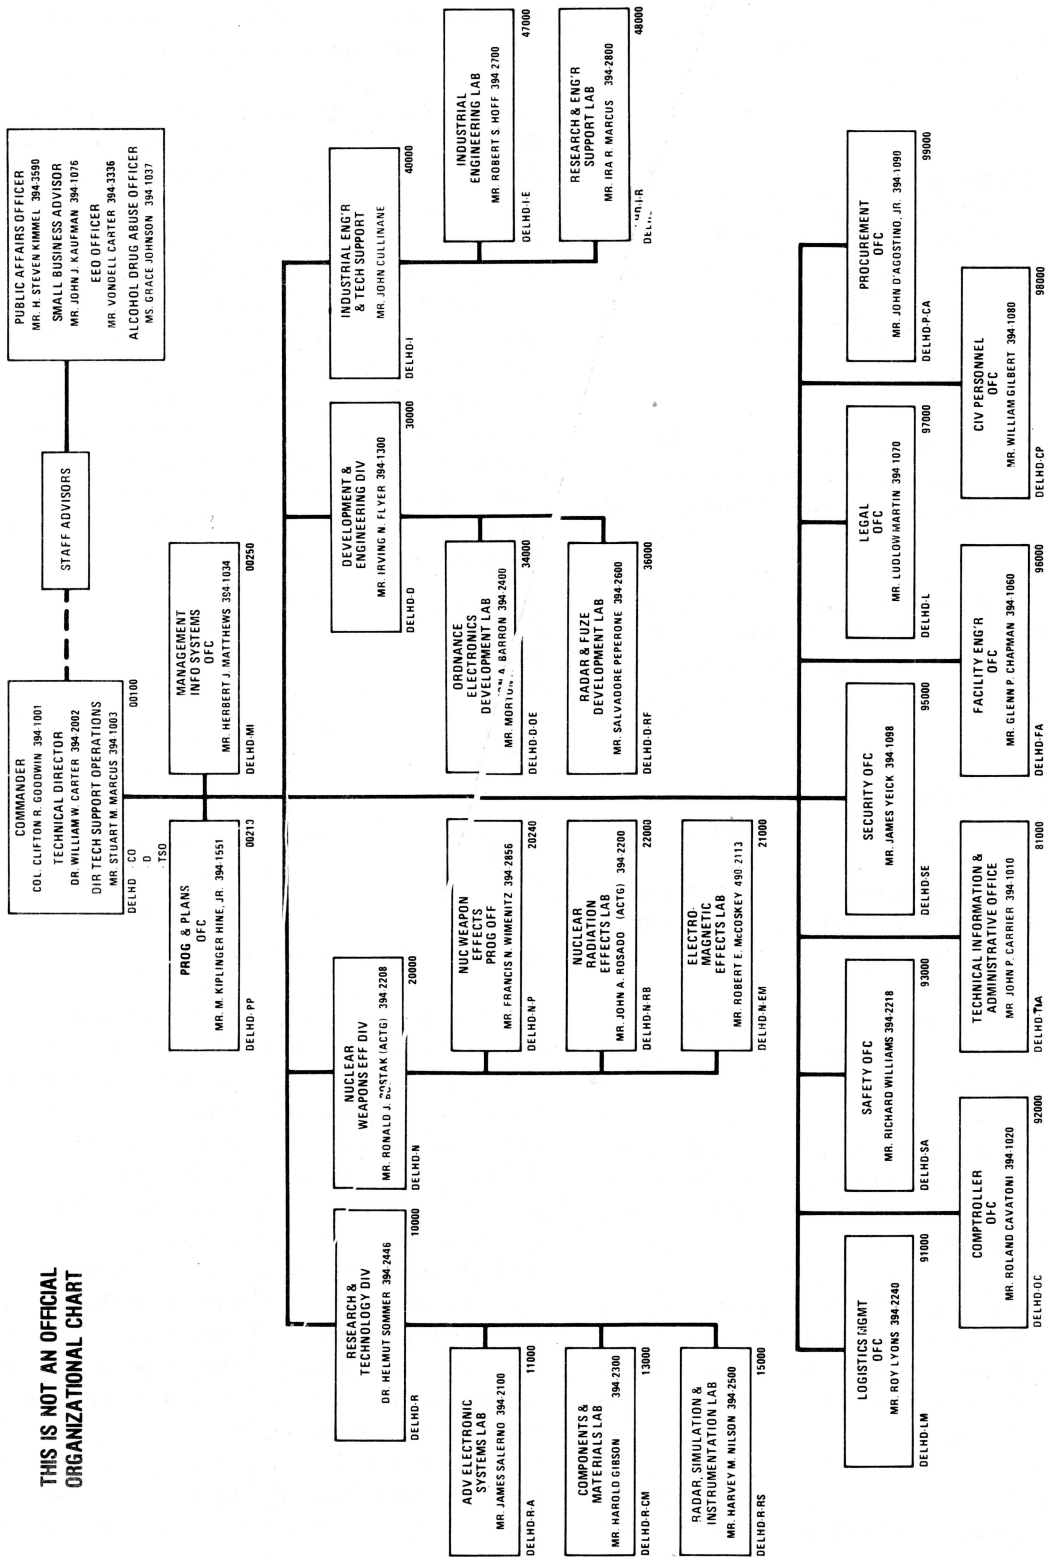 THIS IS NOT AN OFFICIAL
ORGANIZATIONAL CHART
COMMANDER
COL. CLIFTON R. GOODWIN 394-1001
TECHNICAL DIRECTOR
DR. WILLIAM W. CARTER 394-2002
DIR TECH SUPPORT OPERATIONS
MR. STUART M. MARCUS 394-1003
DELHD - CO
D
- TSO
00100
STAFF ADVISORS
PUBLIC AFFAIRS OFFICER
MR. H. STEVEN KIMMEL 394-3590
SMALL BUSINESS ADVISOR
MR. JOHN J. KAUFMAN 394-1076
EEO OFFICER
MR. VONDELL CARTER 394-3336
ALCOHOL DRUG ABUSE OFFICER
MS. GRACE JOHNSON 394-1037
PROG & PLANS
OFC
MR. M. KIPLINGER HINE, JR. 394-1551
DELHD-PP 00210
MANAGEMENT
INFO SYSTEMS
OFC
MR. HERBERT J. MATTHEWS 394-1034
DELHD-MI 00250
RESEARCH &
TECHNOLOGY DIV
DR. HELMUT SOMMER 394-2446
DELHD-R 10000
NUCLEAR
WEAPONS EFF DIV
MR. RONALD J. BOSTAK (ACTG) 394-2208
DELHD-N 20000
DEVELOPMENT &
ENGINEERING DIV
MR. IRVING N. FLYER 394-1300
DELHD-D 30000
INDUSTRIAL ENG'R
& TECH SUPPORT
MR. JOHN CULLINANE
DELHD-I 40000
ADV ELECTRONIC
SYSTEMS LAB
MR. JAMES SALERNO 394-2100
DELHD-R-A 11000
NUC WEAPON
EFFECTS
PROG OFF
MR. FRANCIS N. WIMENITZ 394-2856
DELHD-N-P 20240
ORDNANCE
ELECTRONICS
DEVELOPMENT LAB
MR. MORTON A. BARRON 394-2400
DELHD-D-OE 34000
INDUSTRIAL
ENGINEERING LAB
MR. ROBERT S. HOFF 394-2700
DELHD-I-E 47000
COMPONENTS &
MATERIALS LAB
MR. HAROLD GIBSON 394-2300
DELHD-R-CM 13000
NUCLEAR
RADIATION
EFFECTS LAB
MR. JOHN A. ROSADO (ACTG) 394-2200
DELHD-N-RB 22000
RADAR & FUZE
DEVELOPMENT LAB
MR. SALVADORE PEPERONE 394-2600
DELHD-D-RF 36000
RESEARCH & ENG'R
SUPPORT LAB
MR. IRA R. MARCUS 394-2800
48000
RADAR, SIMULATION &
INSTRUMENTATION LAB
MR. HARVEY M. NILSON 394-2500
DELHD-R-RS 15000
ELECTRO-
MAGNETIC
EFFECTS LAB
MR. ROBERT E. McCOSKEY 490-2113
DELHD-N-EM 21000
LOGISTICS MGMT
OFC
MR. ROY LYONS 394-2240
DELHD-LM 91000
SAFETY OFC
MR. RICHARD WILLIAMS 394-2218
DELHD-SA 93000
SECURITY OFC
MR. JAMES YEICK 394-1098
DELHD-SE 95000
LEGAL
OFC
MR. LUDLOW MARTIN 394-1070
DELHD-L 97000
PROCUREMENT
OFC
MR. JOHN D'AGOSTINO, JR. 394-1090
DELHD-P-CA 99000
COMPTROLLER
OFC
MR. ROLAND CAVATONI 394-1020
DELHD-OC 92000
TECHNICAL INFORMATION &
ADMINISTRATIVE OFFICE
MR JOHN P. CARRIER 394-1010
DELHD-TIA 81000
FACILITY ENG'R
OFC
MR. GLENN P. CHAPMAN 394-1060
DELHD-FA 96000
CIV PERSONNEL
OFC
MR. WILLIAM GILBERT 394-1080
DELHD-CP 98000